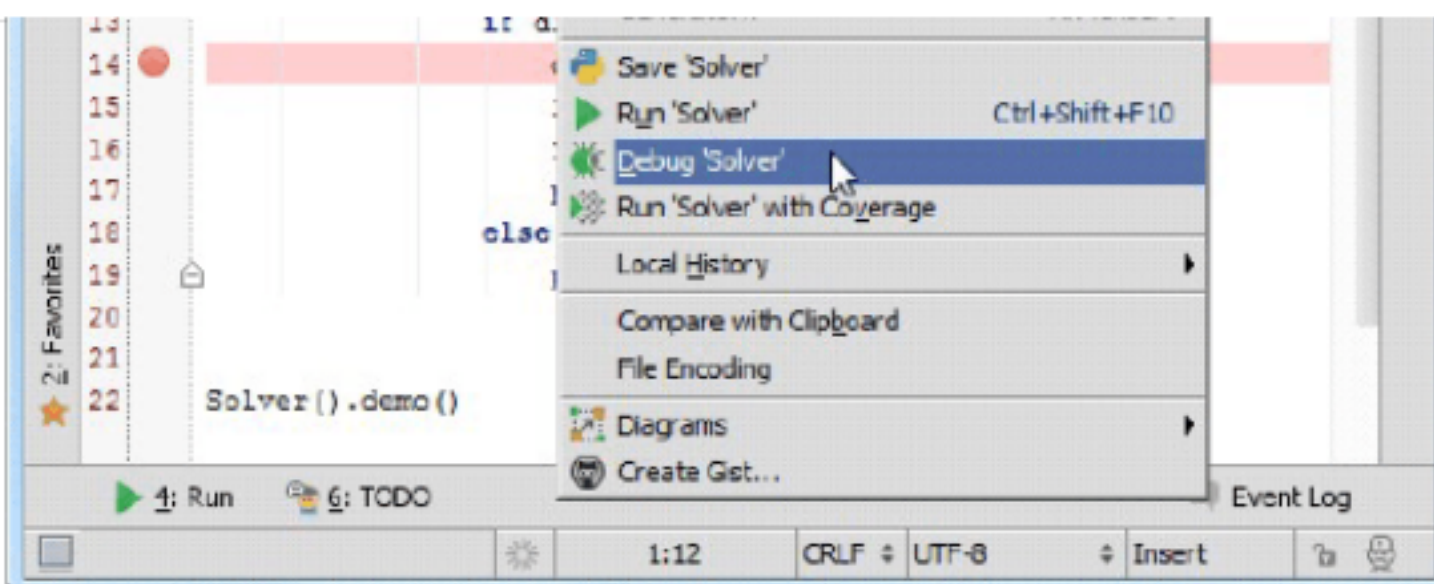 13
if
14
Save 'Solver'
15
Run 'Solver' Ctrl+Shift+F10
16
Debug 'Solver'
17
Run 'Solver' with Coverage
18
else
19
Local History
20
Compare with Clipboard
21
File Encoding
22 Solver().demo()
Diagrams
Create Gist...
2: Favorites
4: Run 6: TODO Event Log
1:12 CRLF UTF-8 Insert